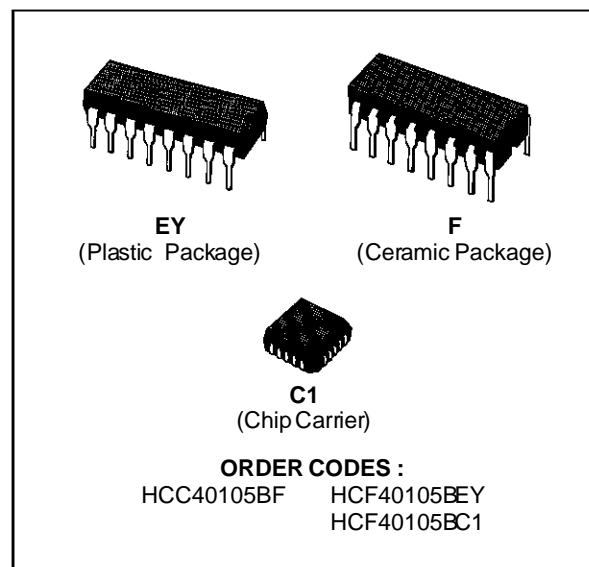 EY
(Plastic Package)
F
(Ceramic Package)
C1
(Chip Carrier)
ORDER CODES :
HCC40105BF HCF40105BEY
HCF40105BC1